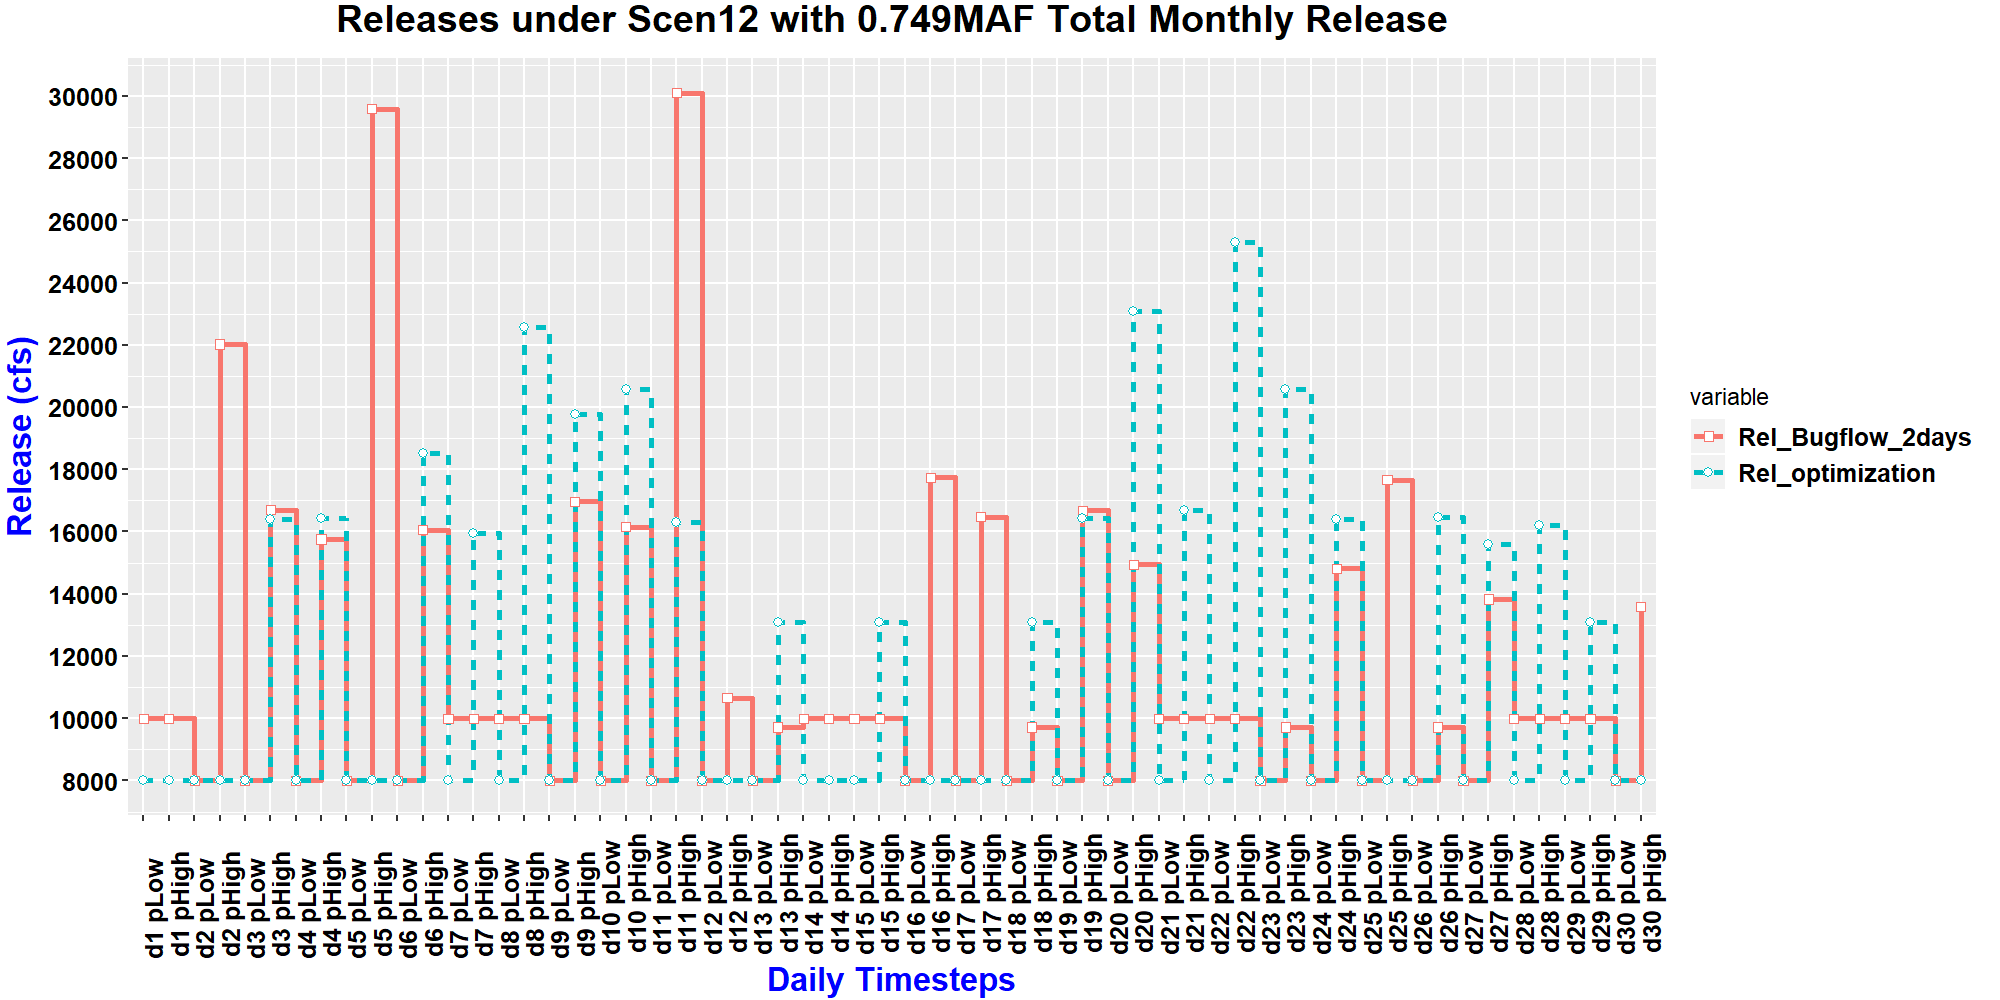 Releases under Scen12 with 0.749MAF Total Monthly Release
Release (cfs)
30000
28000
26000
24000
22000
20000
18000
16000
14000
12000
10000
8000
d1 pLow
d1 pHigh
d2 pLow
d2 pHigh
d3 pLow
d3 pHigh
d4 pLow
d4 pHigh
d5 pLow
d5 pHigh
d6 pLow
d6 pHigh
d7 pLow
d7 pHigh
d8 pLow
d8 pHigh
d9 pLow
d9 pHigh
d10 pLow
d10 pHigh
d11 pLow
d11 pHigh
d12 pLow
d12 pHigh
d13 pLow
d13 pHigh
d14 pLow
d14 pHigh
d15 pLow
d15 pHigh
d16 pLow
d16 pHigh
d17 pLow
d17 pHigh
d18 pLow
d18 pHigh
d19 pLow
d19 pHigh
d20 pLow
d20 pHigh
d21 pLow
d21 pHigh
d22 pLow
d22 pHigh
d23 pLow
d23 pHigh
d24 pLow
d24 pHigh
d25 pLow
d25 pHigh
d26 pLow
d26 pHigh
d27 pLow
d27 pHigh
d28 pLow
d28 pHigh
d29 pLow
d29 pHigh
d30 pLow
d30 pHigh
Daily Timesteps
variable
Rel_Bugflow_2days
Rel_optimization